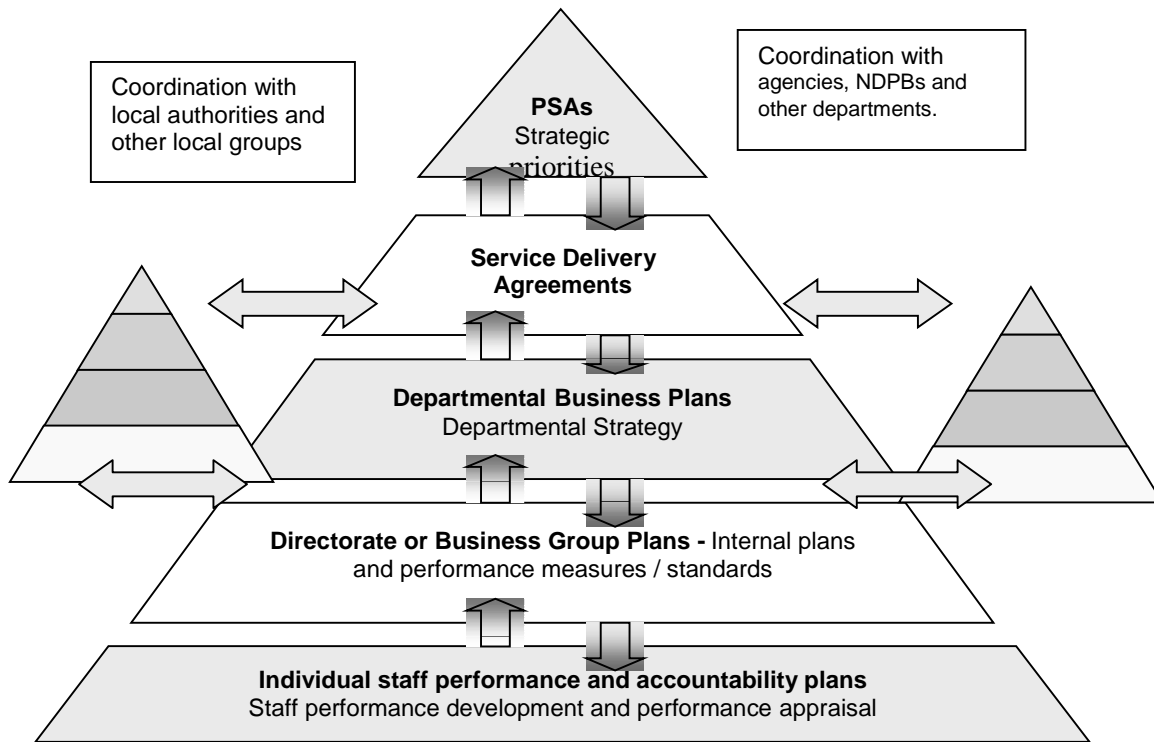 Coordination with
local authorities and
other local groups
Coordination with
agencies, NDPBs and
other departments.
PSAs
Strategic
priorities
Service Delivery
Agreements
Departmental Business Plans
Departmental Strategy
Directorate or Business Group Plans - Internal plans
and performance measures / standards
Individual staff performance and accountability plans
Staff performance development and performance appraisal